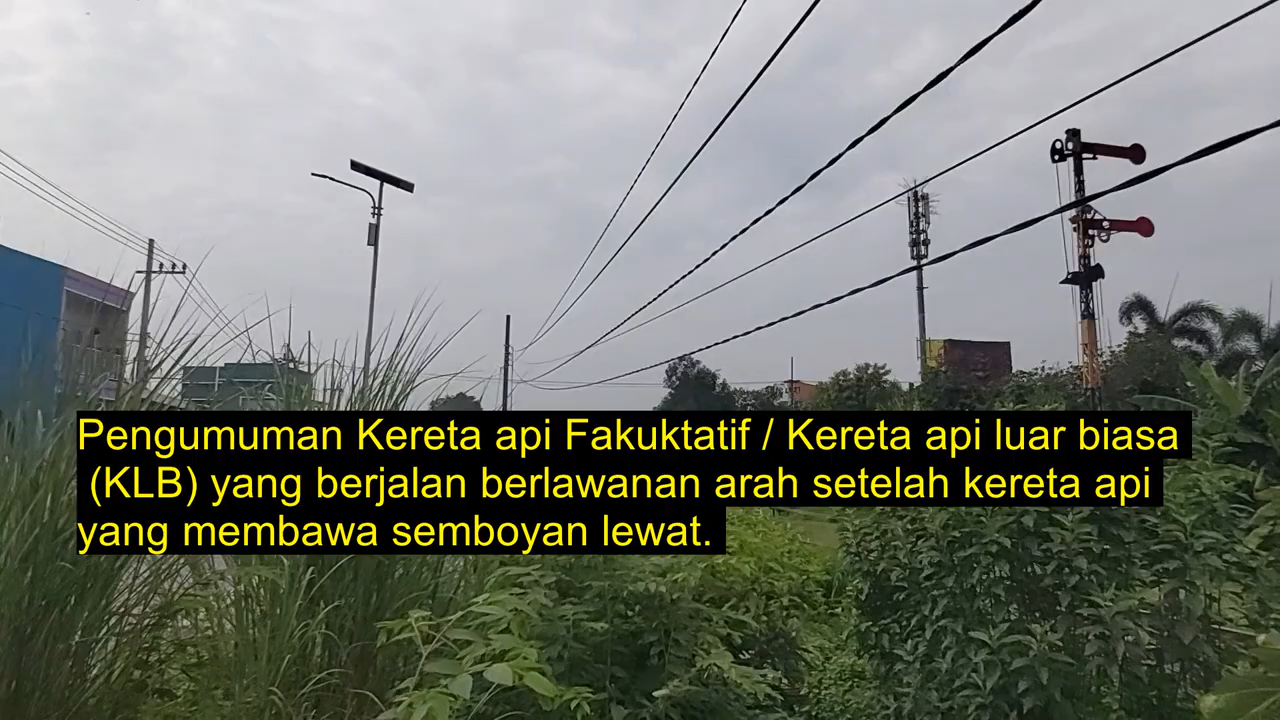 Pengumuman Kereta api Fakuktatif / Kereta api luar biasa
(KLB) yang berjalan berlawanan arah setelah kereta api
yang membawa semboyan lewat.